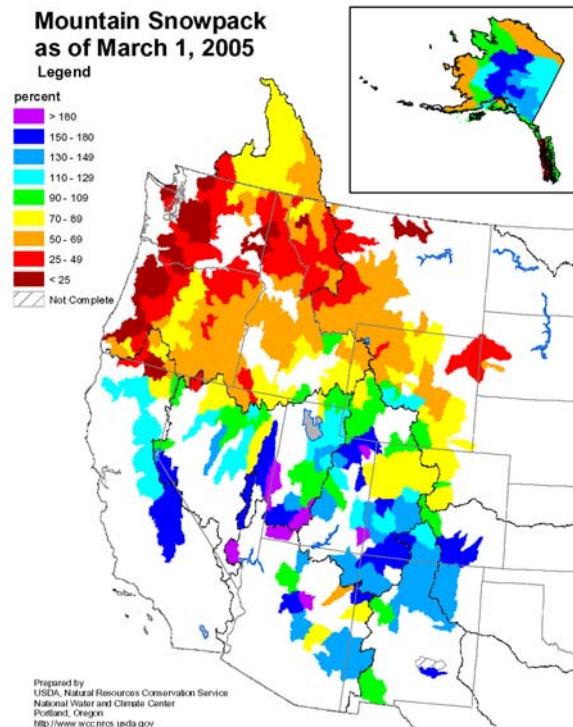 Mountain Snowpack
as of March 1, 2005
Legend
percent
> 180
150 - 180
130 - 149
110 - 129
90 - 109
70 - 89
50 - 69
25 - 49
< 25
Not Complete
Prepared by
USDA, Natural Resources Conservation Service
National Water and Climate Center
Portland, Oregon
http://www.wcc.nrcs.usda.gov